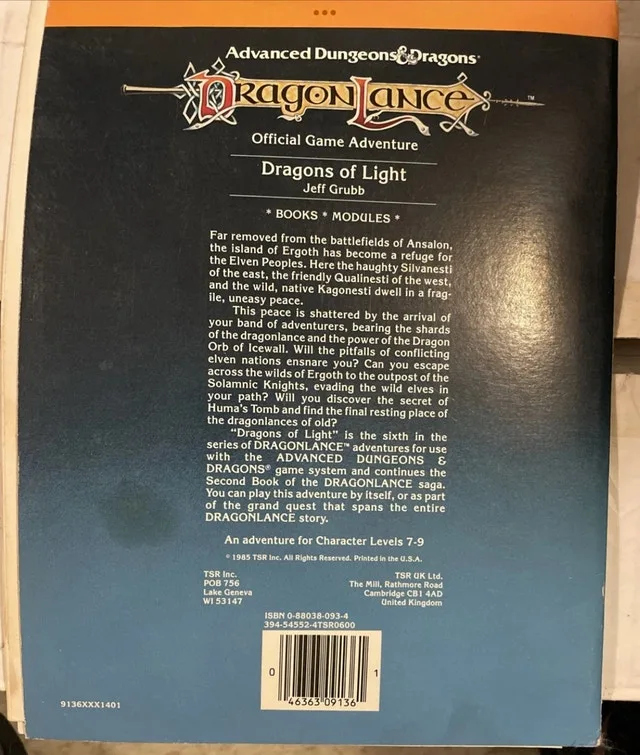 Advanced Dungeons & Dragons®
DRAGONLANCE™
Official Game Adventure
Dragons of Light
Jeff Grubb
* BOOKS * MODULES *
Far removed from the battlefields of Ansalon,
the island of Ergoth has become a refuge for
the Elven Peoples. Here the haughty Silvanesti
of the east, the friendly Qualinesti of the west,
and the wild, native Kagonesti dwell in a frag-
ile, uneasy peace.
This peace is shattered by the arrival of
your band of adventurers, bearing the shards
of the dragonlance and the power of the Dragon
Orb of Icewall. Will the pitfalls of conflicting
elven nations ensnare you? Can you escape
across the wilds of Ergoth to the outpost of the
Solamnic Knights, evading the wild elves in
your path? Will you discover the secret of
Huma's Tomb and find the final resting place of
the dragonlances of old?
"Dragons of Light" is the sixth in the
series of DRAGONLANCE™ adventures for use
with the ADVANCED DUNGEONS &
DRAGONS® game system and continues the
Second Book of the DRAGONLANCE saga.
You can play this adventure by itself, or as part
of the grand quest that spans the entire
DRAGONLANCE story.
An adventure for Character Levels 7-9
© 1985 TSR Inc. All Rights Reserved. Printed in the U.S.A.
TSR Inc.
POB 756
Lake Geneva
WI 53147
TSR UK Ltd.
The Mill, Rathmore Road
Cambridge CB1 4AD
United Kingdom
ISBN 0-88038-093-4
394-54552-4TSR0600
0 46363 09136 1
9136XXX1401